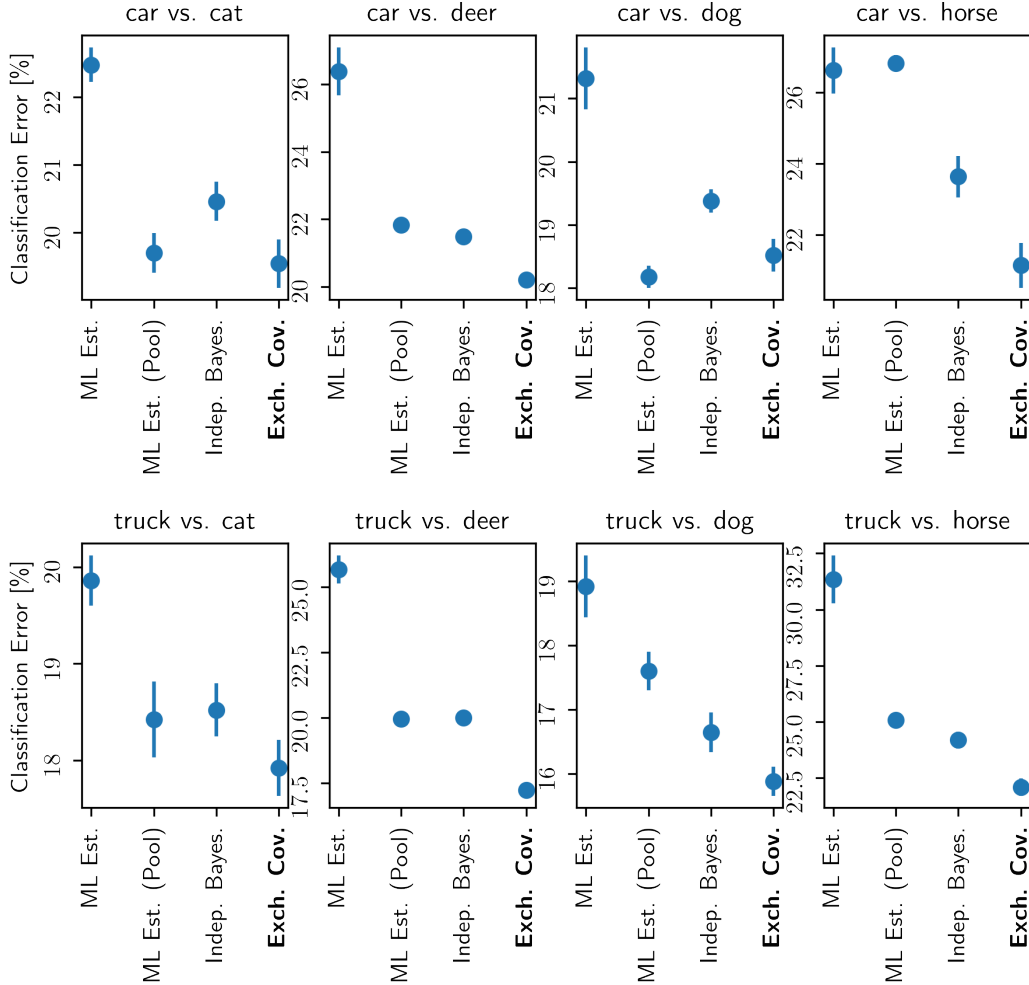 car vs. cat
car vs. deer
car vs. dog
car vs. horse
Classification Error [%]
22
21
20
26
24
22
20
21
20
19
18
26
24
22
ML Est.
ML Est. (Pool)
Indep. Bayes.
Exch. Cov.
ML Est.
ML Est. (Pool)
Indep. Bayes.
Exch. Cov.
ML Est.
ML Est. (Pool)
Indep. Bayes.
Exch. Cov.
ML Est.
ML Est. (Pool)
Indep. Bayes.
Exch. Cov.
truck vs. cat
truck vs. deer
truck vs. dog
truck vs. horse
Classification Error [%]
20
19
18
25.0
22.5
20.0
17.5
19
18
17
16
32.5
30.0
27.5
25.0
22.5
ML Est.
ML Est. (Pool)
Indep. Bayes.
Exch. Cov.
ML Est.
ML Est. (Pool)
Indep. Bayes.
Exch. Cov.
ML Est.
ML Est. (Pool)
Indep. Bayes.
Exch. Cov.
ML Est.
ML Est. (Pool)
Indep. Bayes.
Exch. Cov.